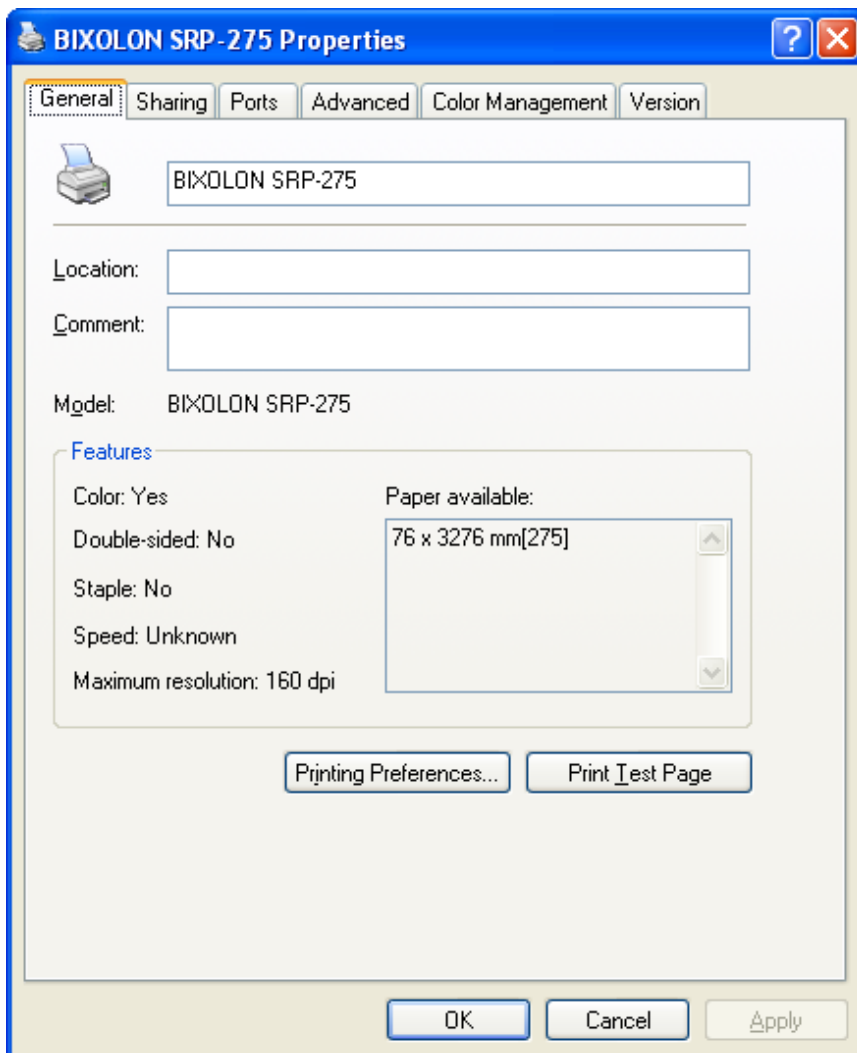 BIXOLON SRP-275 Properties
General Sharing Ports Advanced Color Management Version
BIXOLON SRP-275
Location:
Comment:
Model: BIXOLON SRP-275
Features
Color: Yes Paper available:
Double-sided: No 76 x 3276 mm[275]
Staple: No
Speed: Unknown
Maximum resolution: 160 dpi
Printing Preferences... Print Test Page
OK Cancel Apply